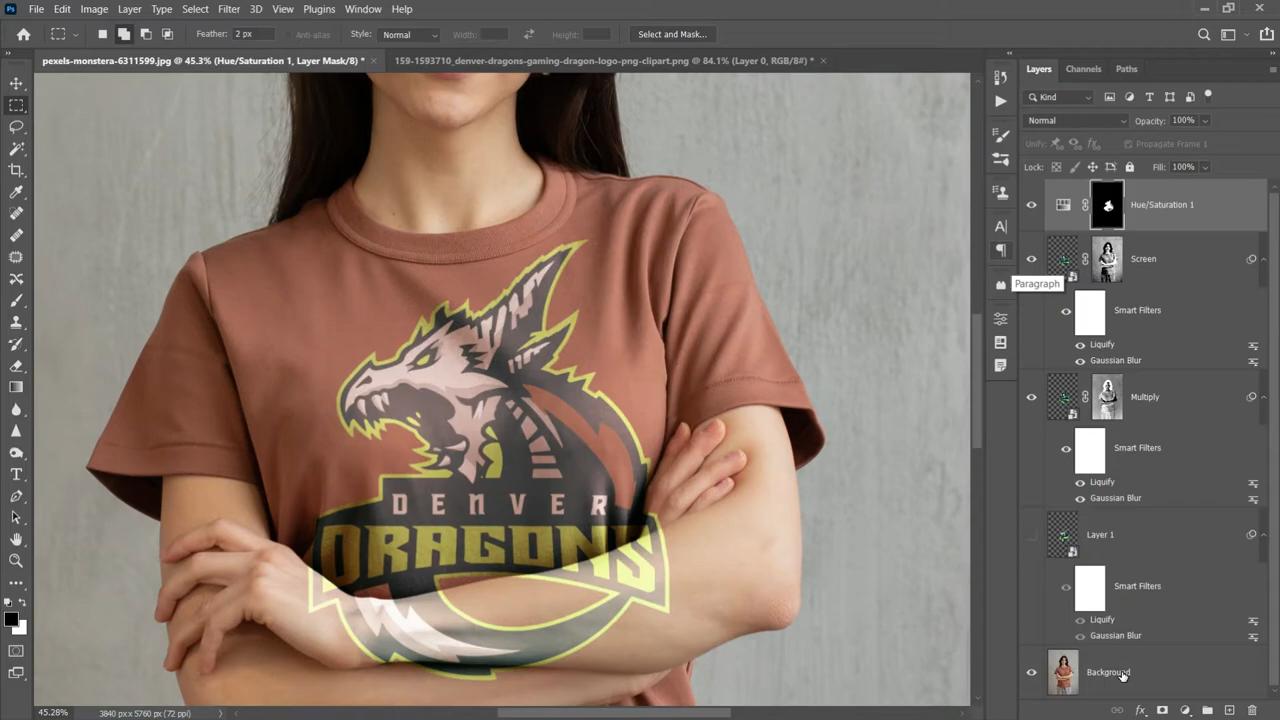 Ps File Edit Image Layer Type Select Filter 3D View Plugins Window Help
Feather: 2 px Anti-alias Style: Normal Width: Height: Select and Mask...
pexels-monstera-6311599.jpg @ 45.3% (Hue/Saturation 1, Layer Mask/8) * × 159-1593710_denver-dragons-gaming-dragon-logo-png-clipart.png @ 84.1% (Layer 0, RGB/8#) * ×
Layers Channels Paths
Kind
Normal Opacity: 100%
Unify: Propagate Frame 1
Lock: Fill: 100%
Hue/Saturation 1
Screen
Paragraph
Smart Filters
Liquify
Gaussian Blur
Multiply
Smart Filters
Liquify
Gaussian Blur
Layer 1
Smart Filters
Liquify
Gaussian Blur
Background
DENVER
DRAGONS
45.28% 3840 px x 5760 px (72 ppi)